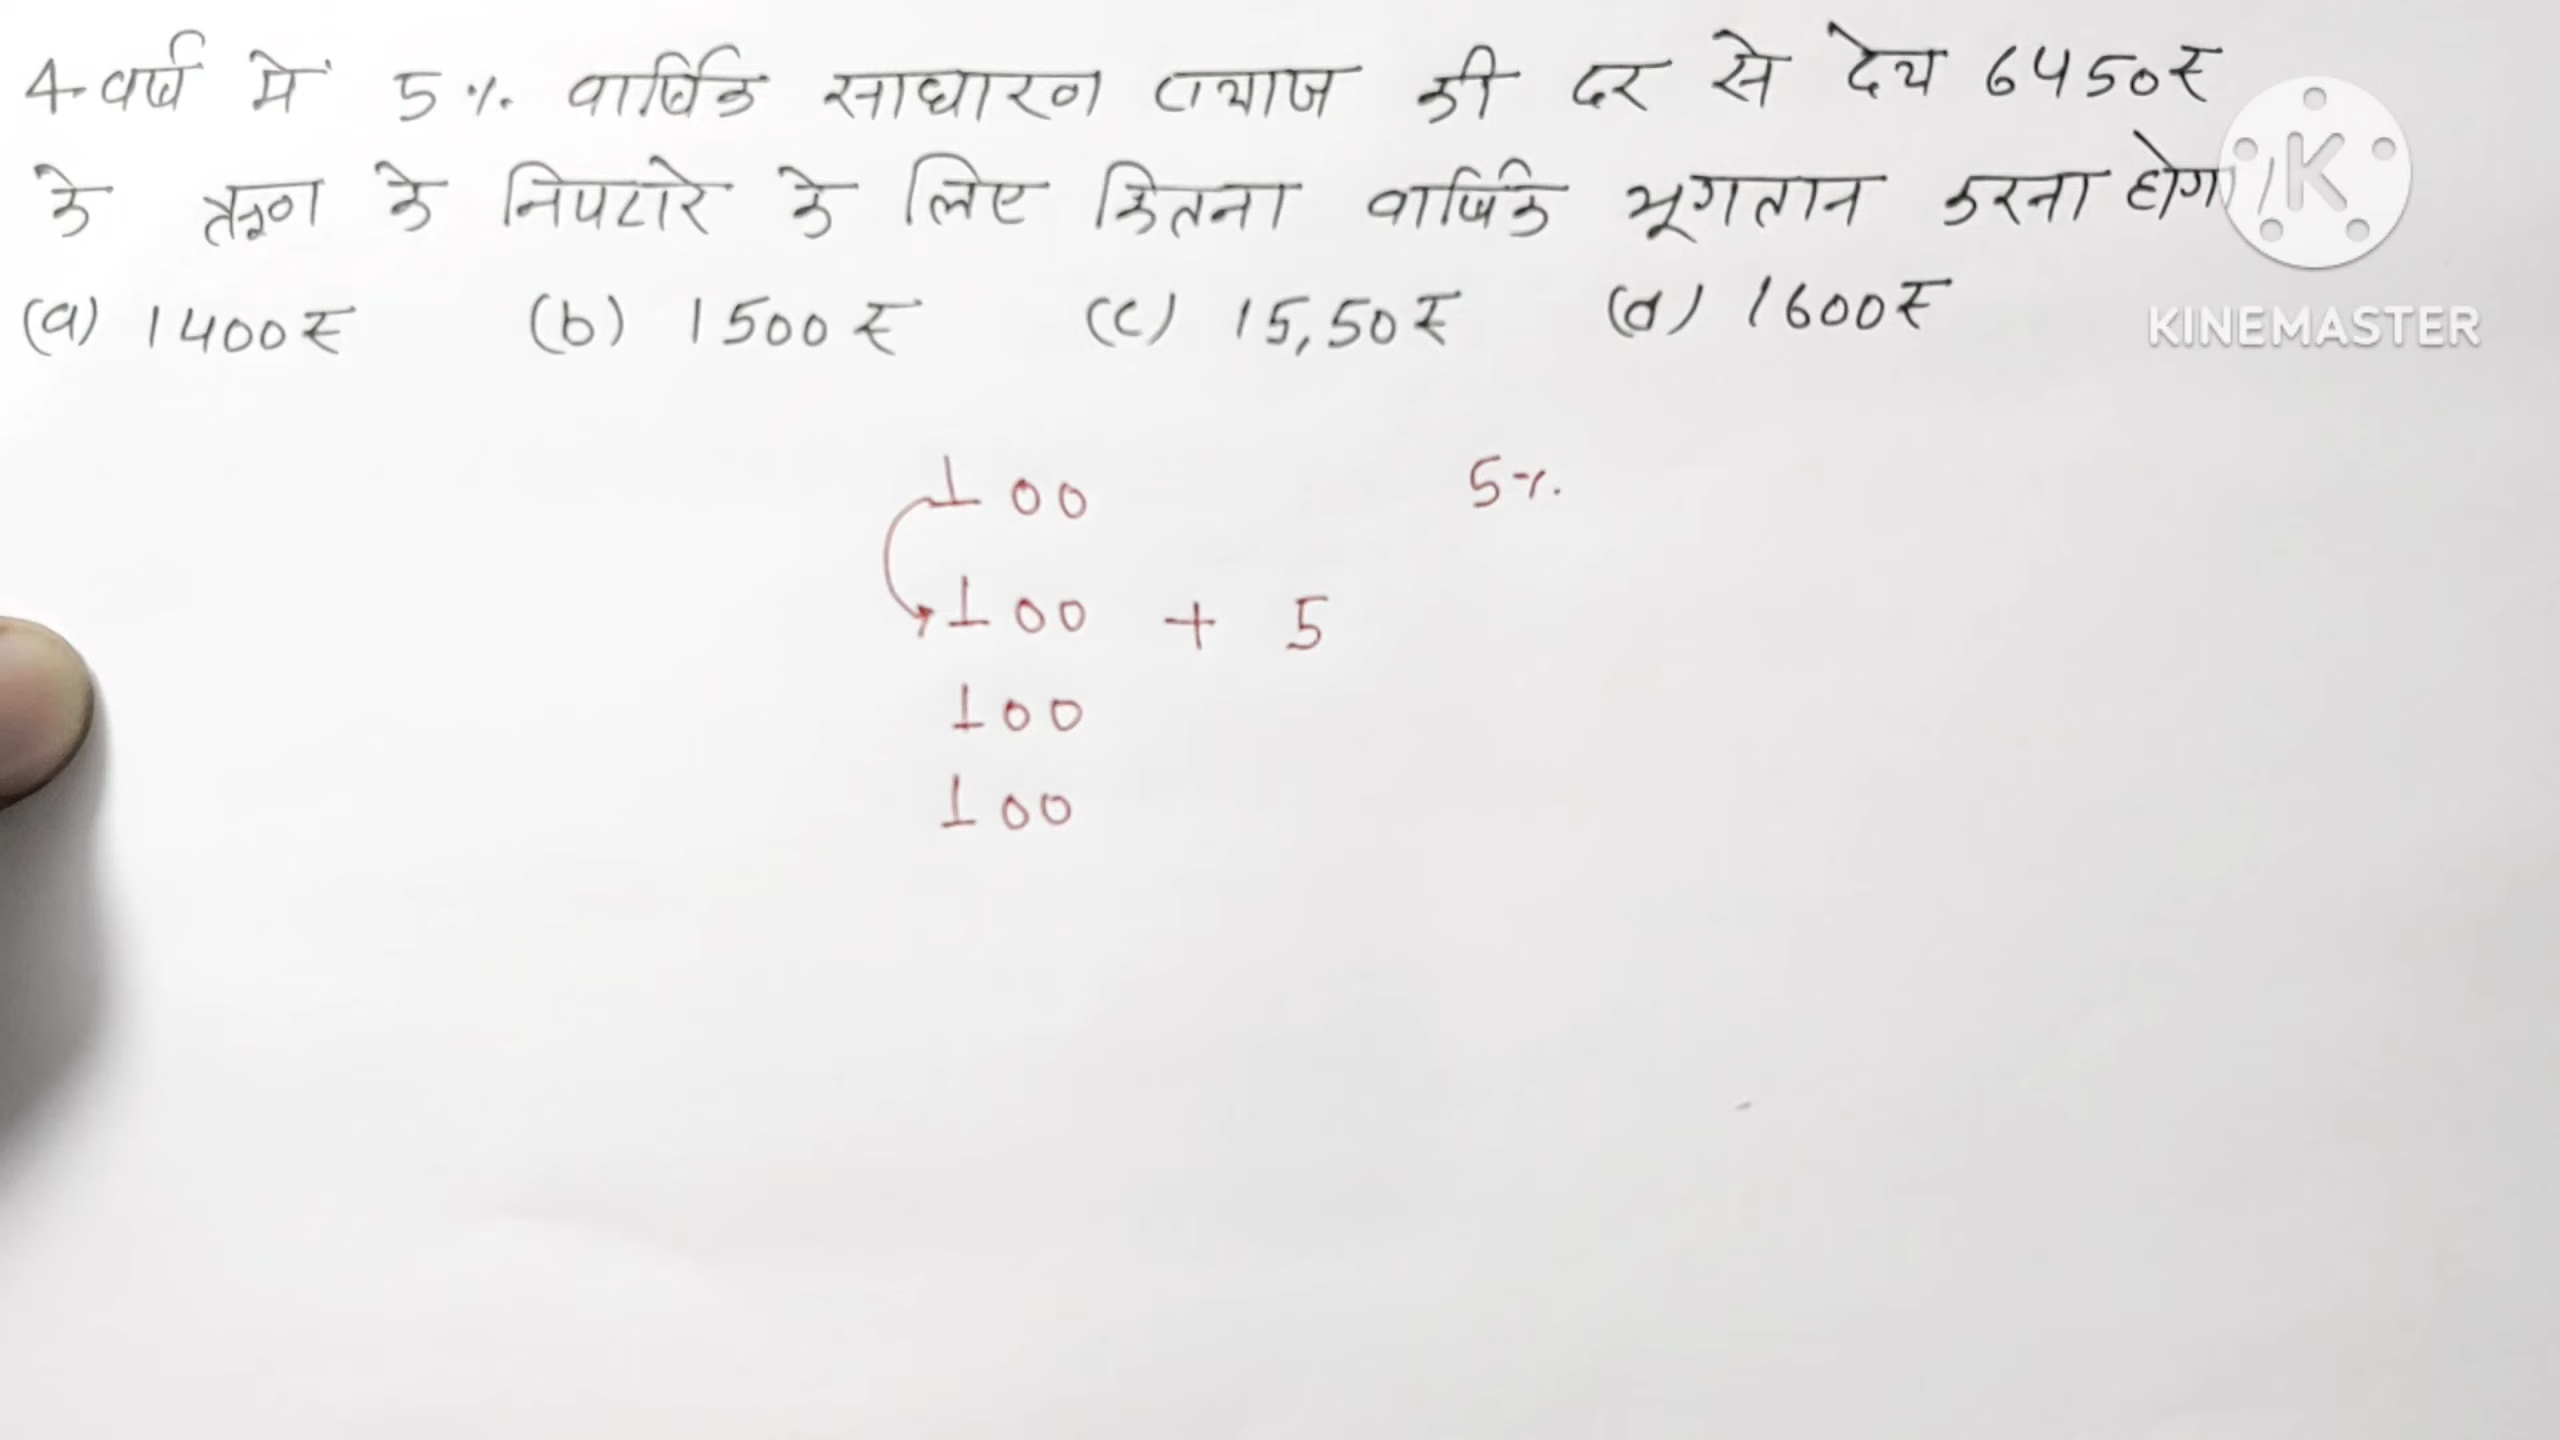 4 वर्ष में 5% वार्षिक साधारण ब्याज की दर से देय 6450₹
के ऋण के निपटारे के लिए कितना वार्षिक भूगतान करना होगा।
(a) 1400₹ (b) 1500₹ (c) 15,50₹ (d) 1600₹
100 5%
100 + 5
100
100
K
KINEMASTER